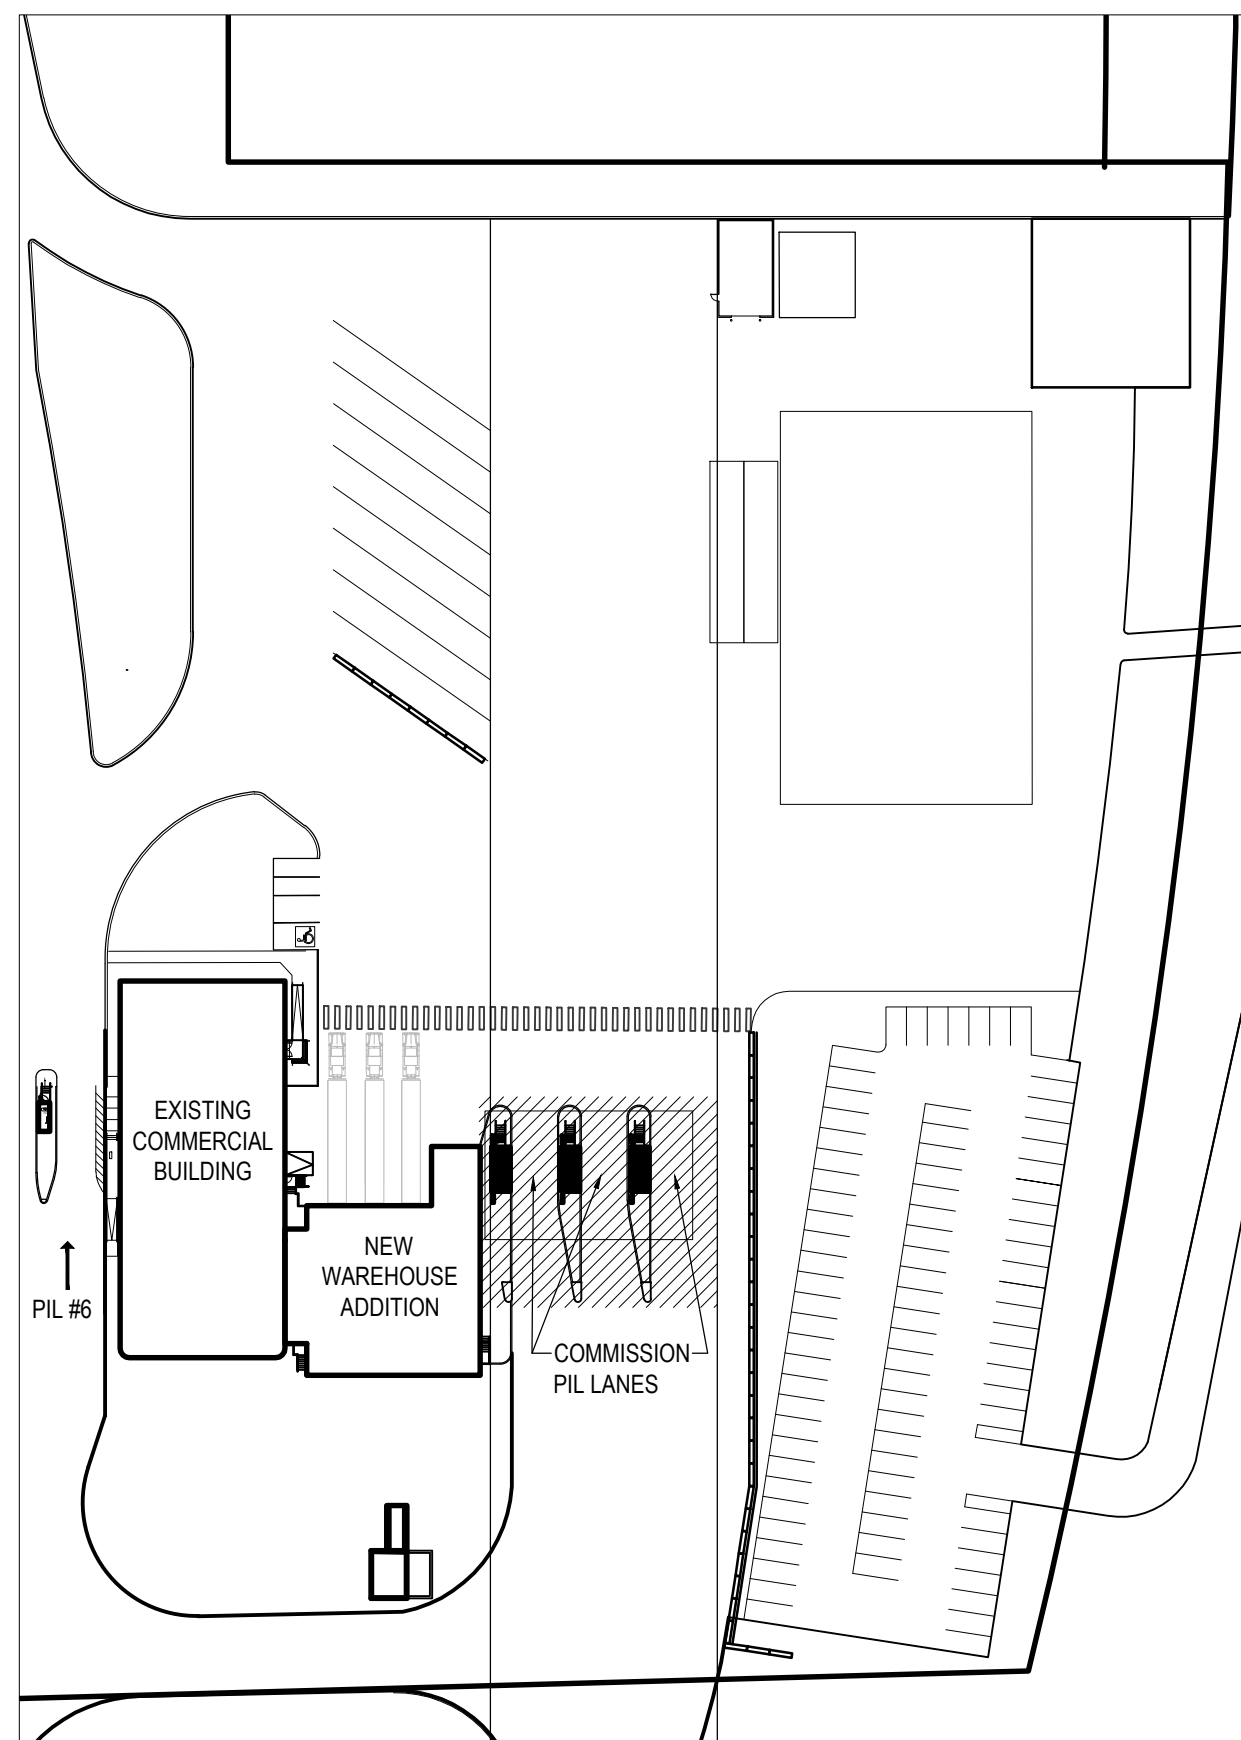 EXISTING
COMMERCIAL
BUILDING
NEW
WAREHOUSE
ADDITION
PIL #6
COMMISSION
PIL LANES